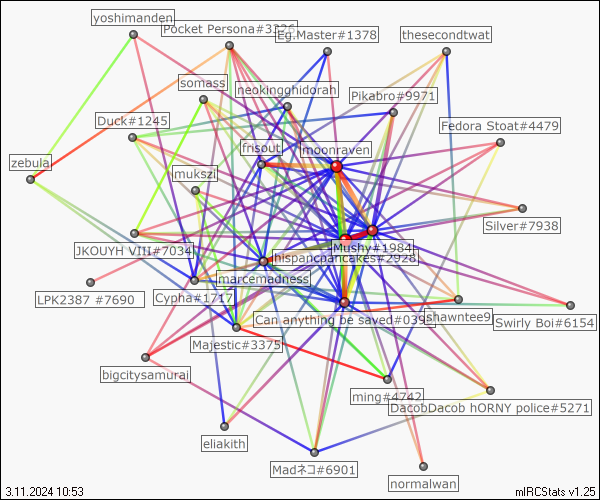 yoshimanden
Pocket Persona#3326
Eg.Master#1378
thesecondtwat
somass
neokingghidorah
Pikabro#9971
Duck#1245
Fedora Stoat#4479
frisout
moonraven
zebula
mukszil
Silver#7938
JKOUYH VIII#7034
Mushy#1984
hispancpancakes#2928
marcemadness
LPK2387 #7690
Cypha#1717
Can anything be saved#039
shawntee9
Swirly Boi#6154
Majestic#3375
bigcitysamurai
ming#4742
DacobDacob hORNY police#5271
eliakith
Madネコ#6901
normalwan
3.11.2024 10:53
mIRCStats v1.25